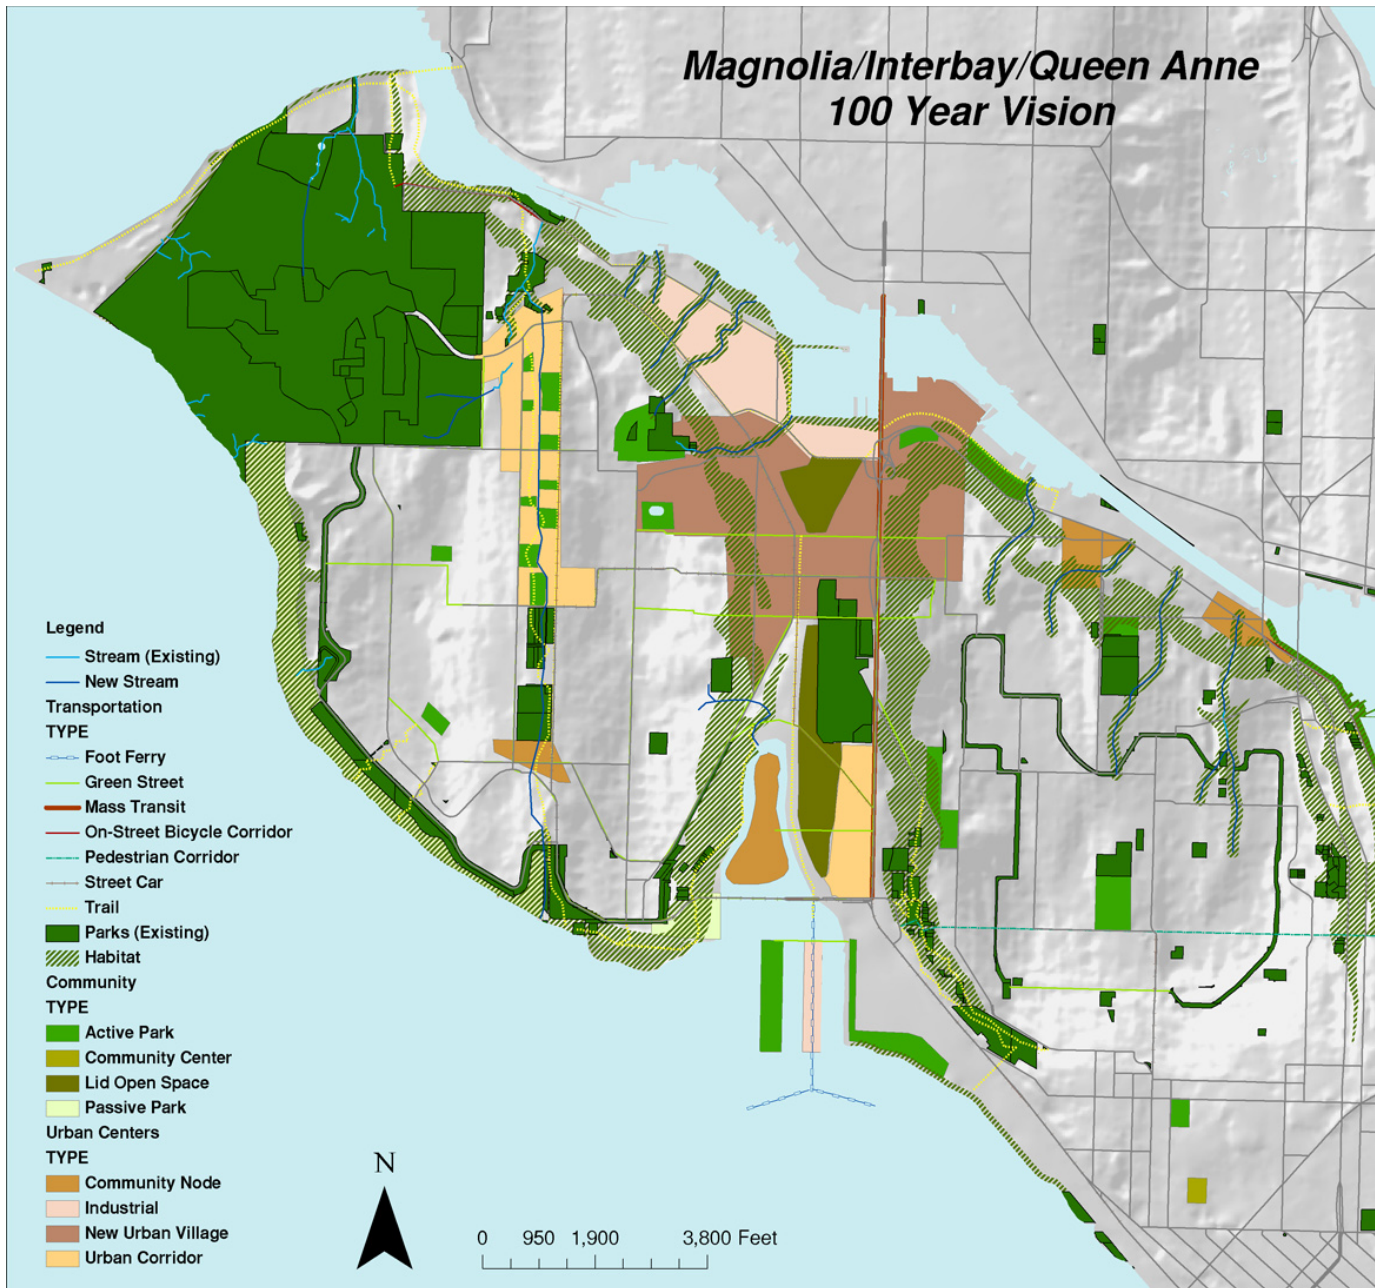 Magnolia/Interbay/Queen Anne
100 Year Vision
Legend
Stream (Existing)
New Stream
Transportation
TYPE
Foot Ferry
Green Street
Mass Transit
On-Street Bicycle Corridor
Pedestrian Corridor
Street Car
Trail
Parks (Existing)
Habitat
Community
TYPE
Active Park
Community Center
Lid Open Space
Passive Park
Urban Centers
TYPE
Community Node
Industrial
New Urban Village
Urban Corridor
N
0 950 1,900 3,800 Feet